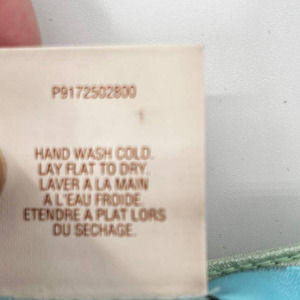 P9172502800
HAND WASH COLD.
LAY FLAT TO DRY.
LAVER A LA MAIN
A L'EAU FROIDE.
ETENDRE A PLAT LORS
DU SECHAGE.